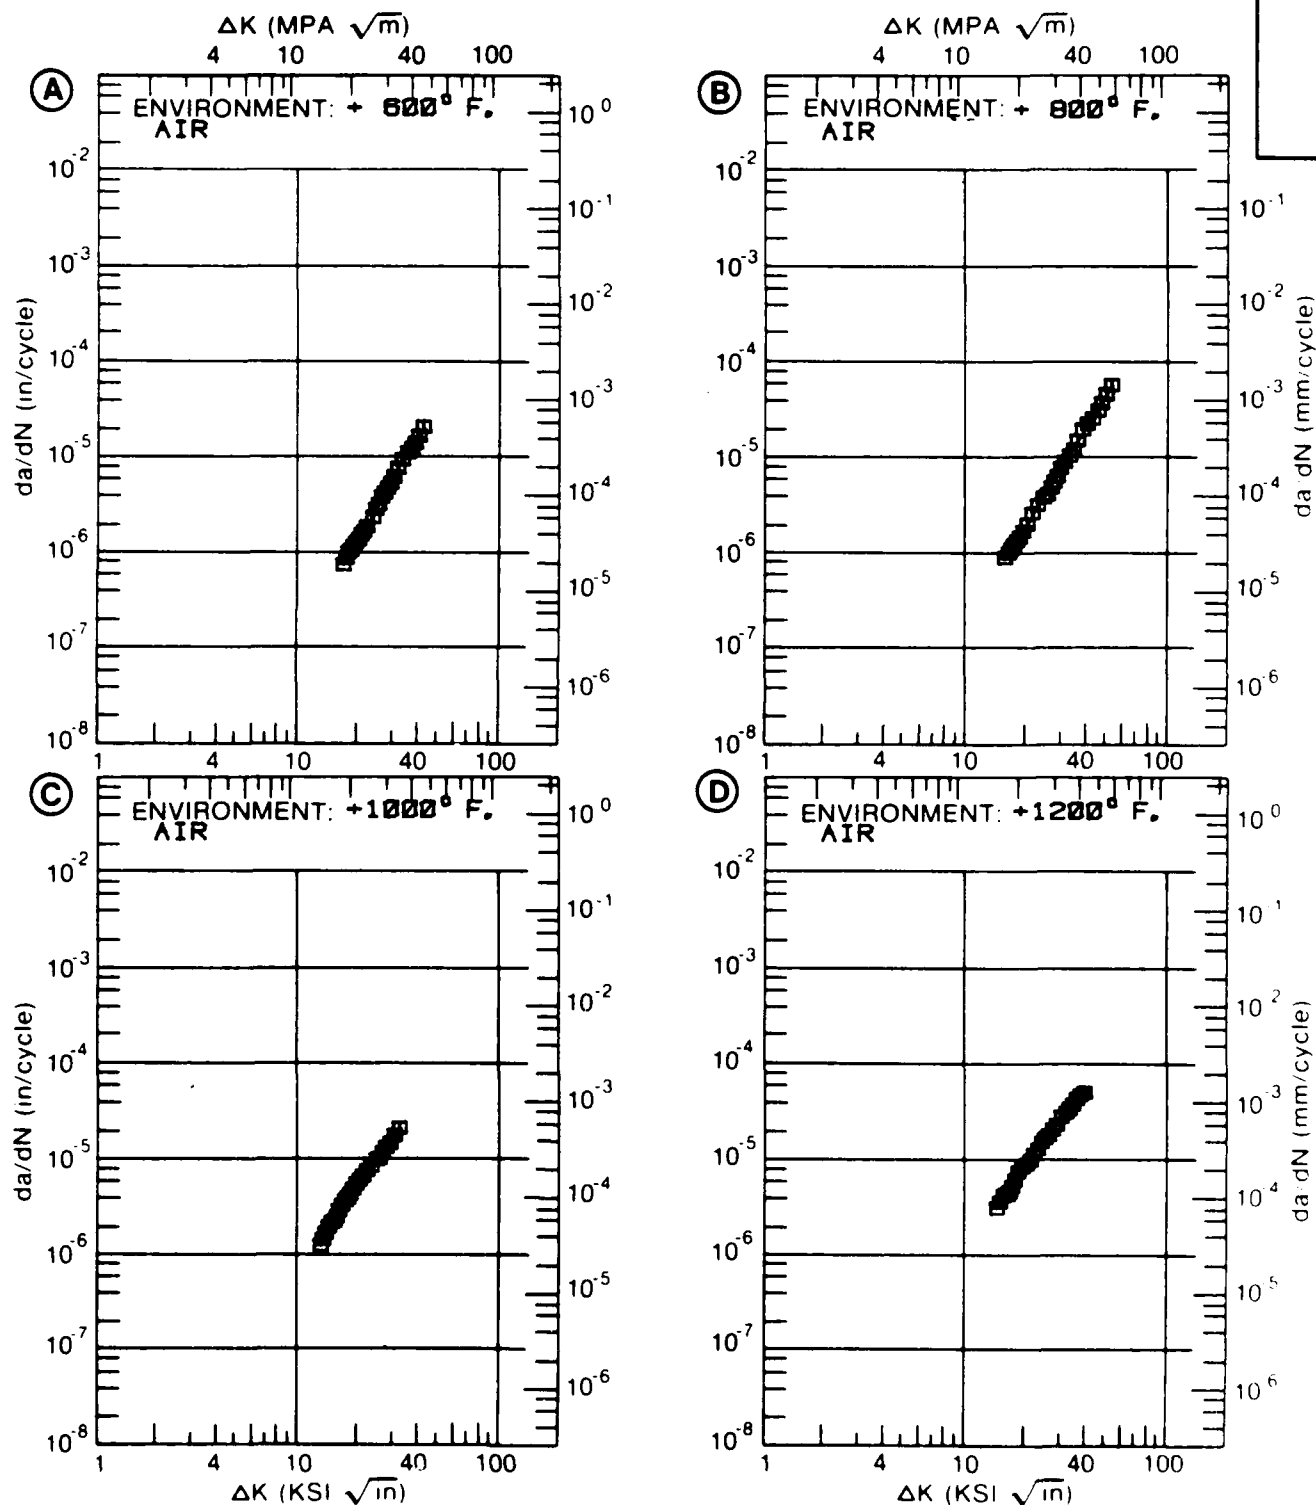 ΔK (MPA √m)
4 10 40 100
A
ENVIRONMENT: + 600° F.
AIR
10^0
10^-2
10^-1
10^-3
10^-2
10^-4
10^-3
10^-5
10^-4
10^-6
10^-5
10^-7
10^-6
10^-8
1 4 10 40 100
da/dN (in/cycle)
ΔK (MPA √m)
4 10 40 100
B
ENVIRONMENT: + 800° F.
AIR
10^-2
10^-1
10^-3
10^-2
10^-4
10^-3
10^-5
10^-4
10^-6
10^-5
10^-7
10^-6
10^-8
1 4 10 40 100
da/dN (mm/cycle)
C
ENVIRONMENT: +1000° F.
AIR
10^0
10^-2
10^-1
10^-3
10^-2
10^-4
10^-3
10^-5
10^-4
10^-6
10^-5
10^-7
10^-6
10^-8
1 4 10 40 100
da/dN (in/cycle)
ΔK (KSI √in)
D
ENVIRONMENT: +1200° F.
AIR
10^0
10^-2
10^-1
10^-3
10^-2
10^-4
10^-3
10^-5
10^-4
10^-6
10^-5
10^-7
10^-6
10^-8
1 4 10 40 100
da/dN (mm/cycle)
ΔK (KSI √in)